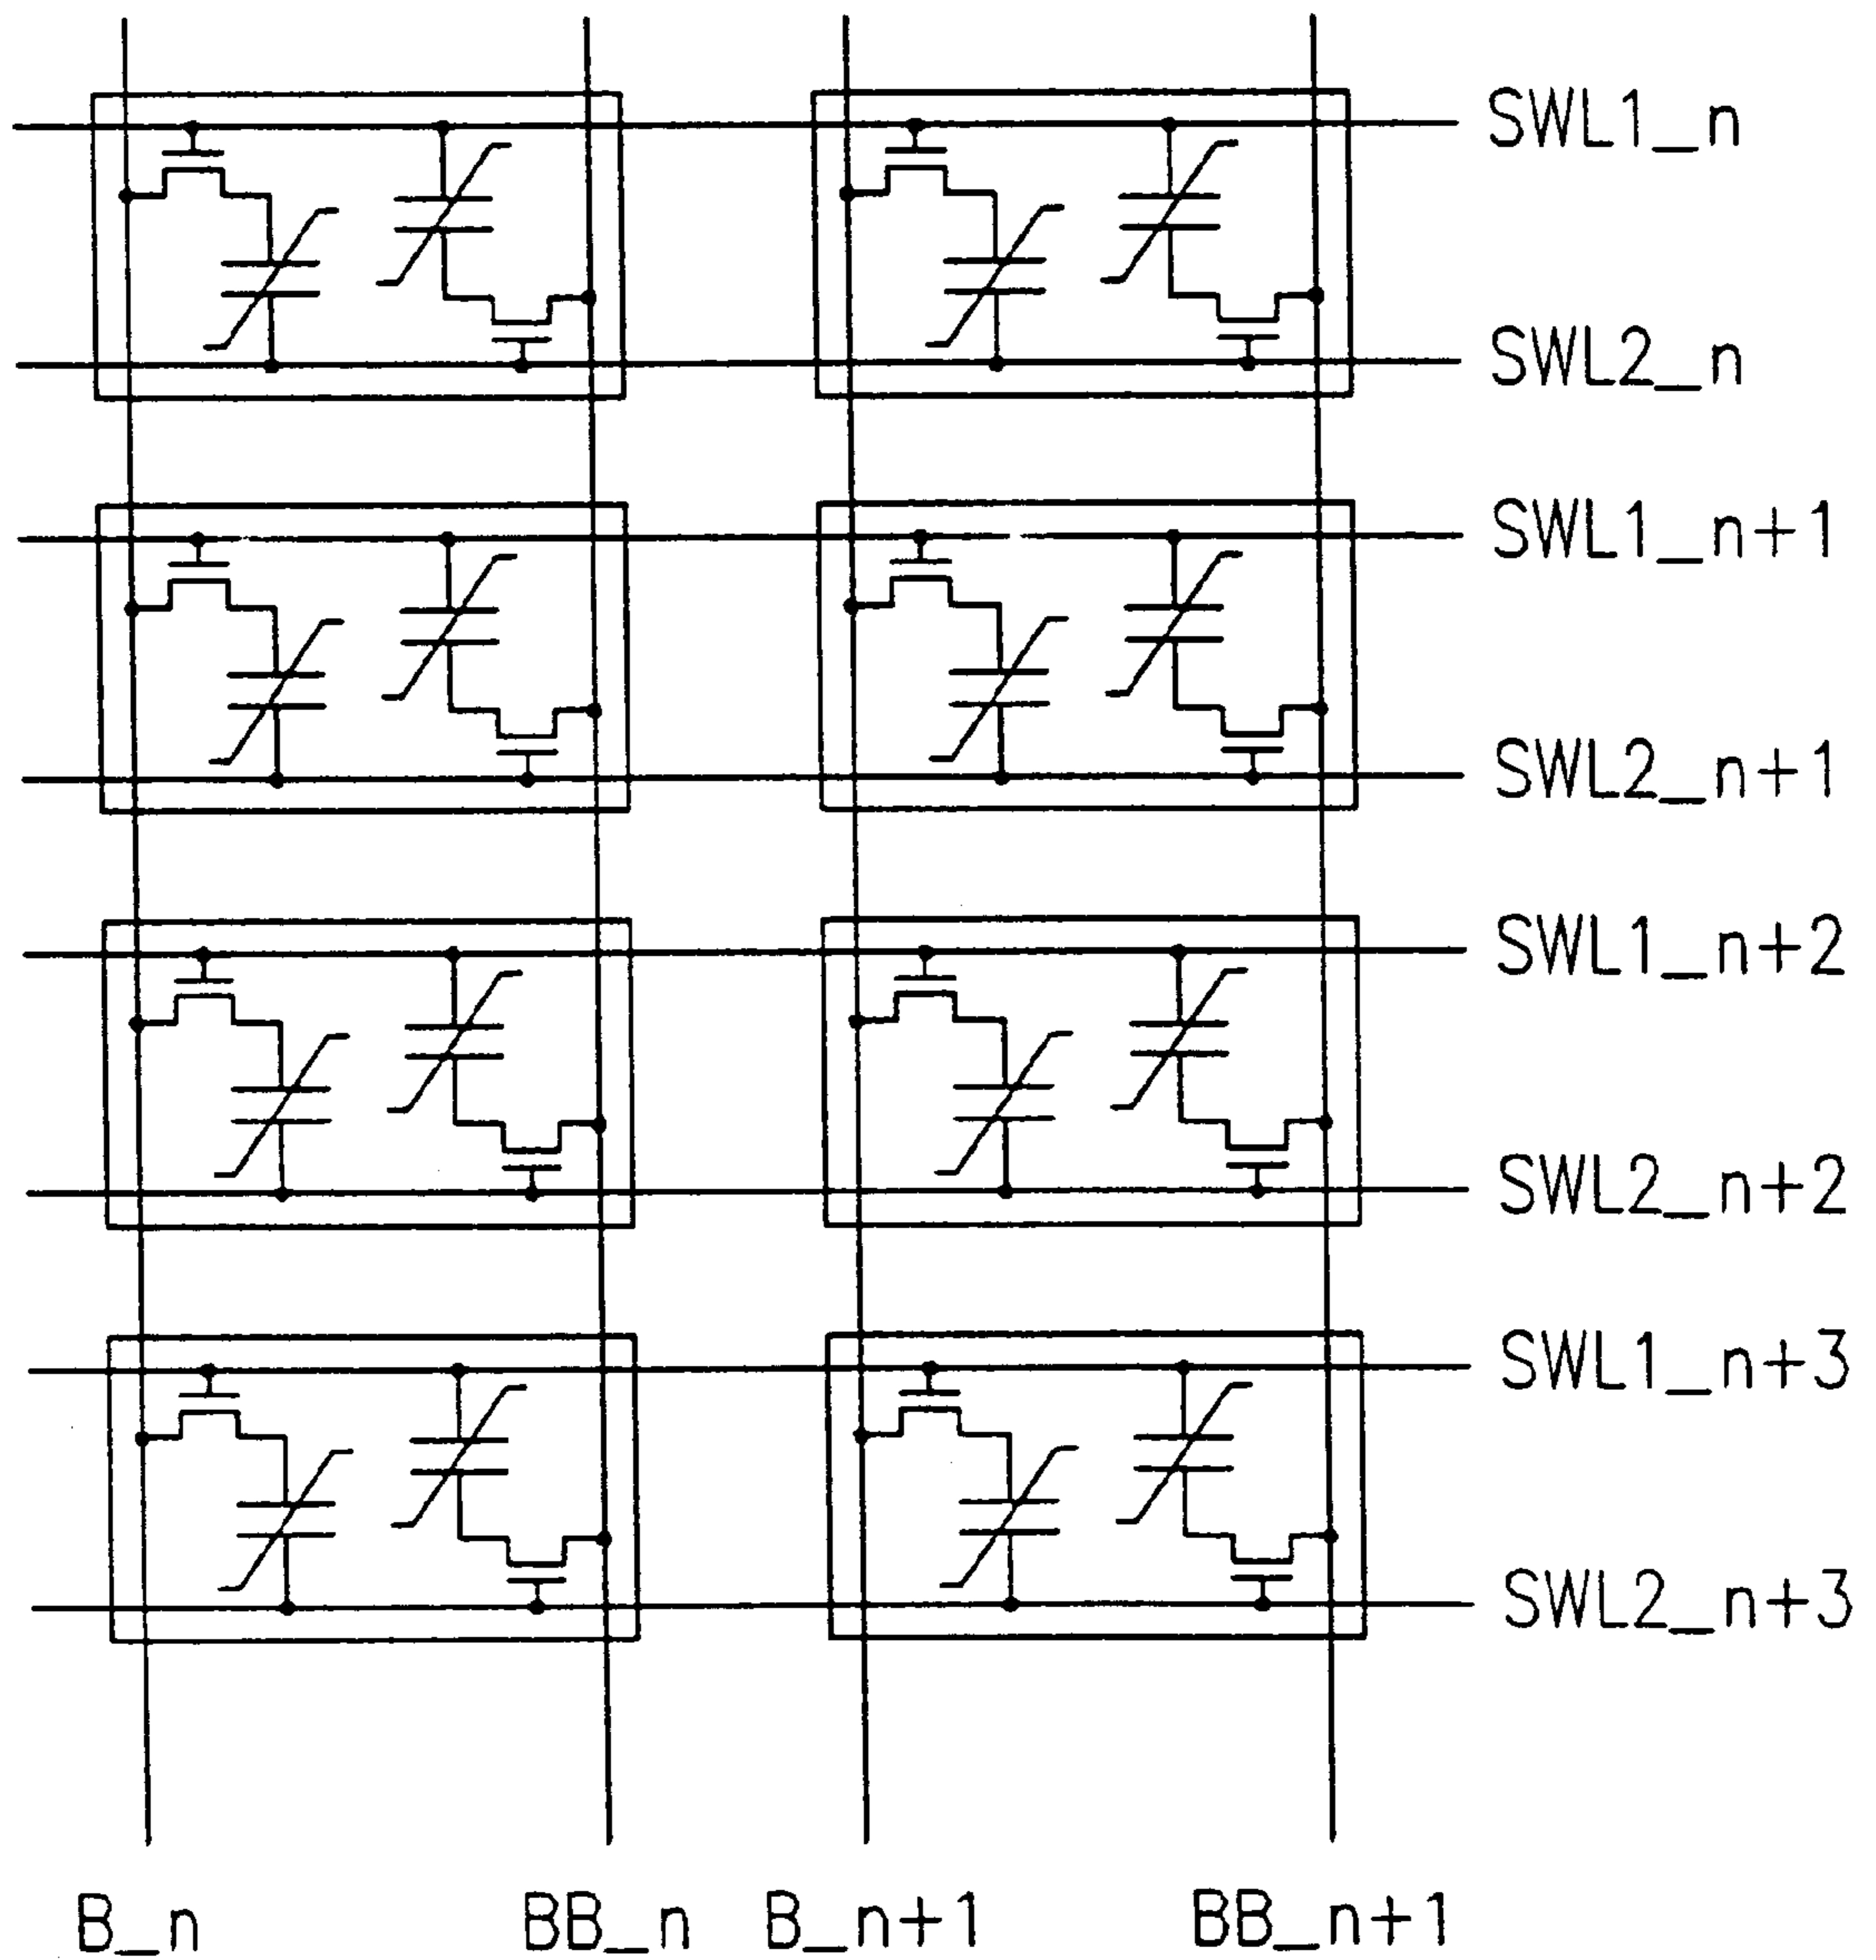 SWL1_n
SWL2_n
SWL1_n+1
SWL2_n+1
SWL1_n+2
SWL2_n+2
SWL1_n+3
SWL2_n+3
B_n BB_n B_n+1 BB_n+1